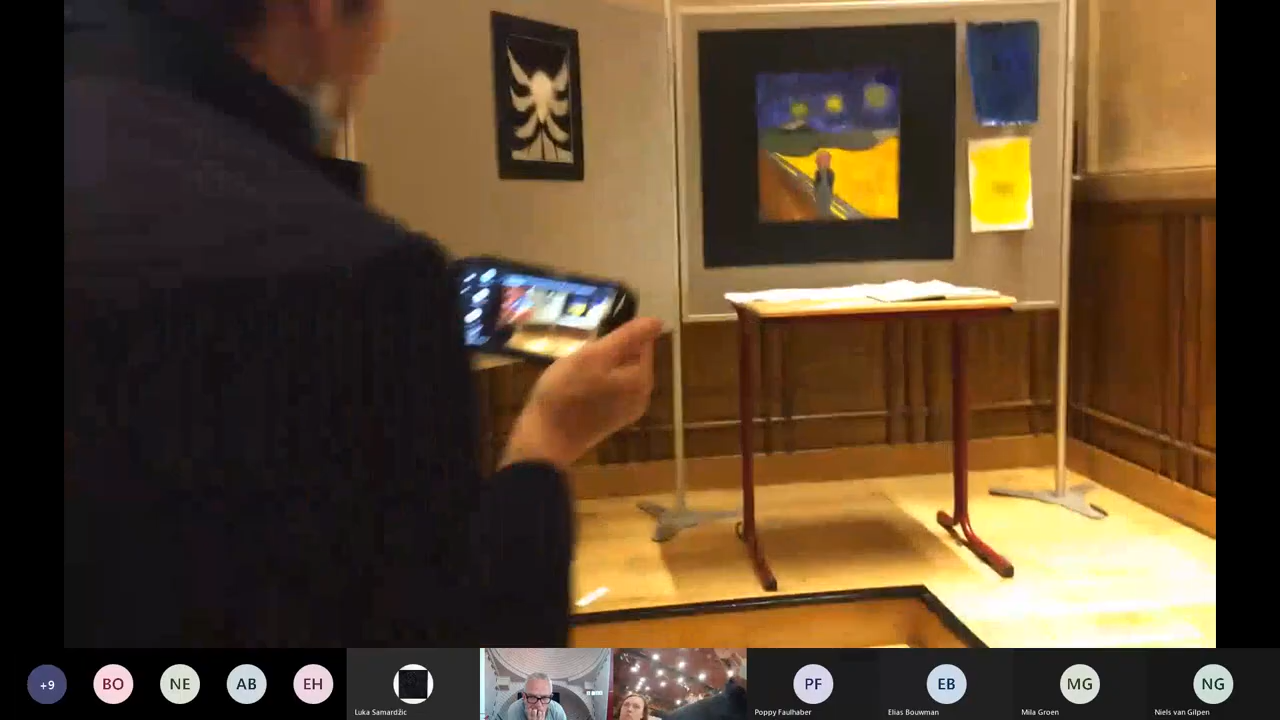 +9
BO
NE
AB
EH
Luka Samardžic
PF
Poppy Faulhaber
EB
Elias Bouwman
MG
Mila Groen
NG
Niels van Gilpen